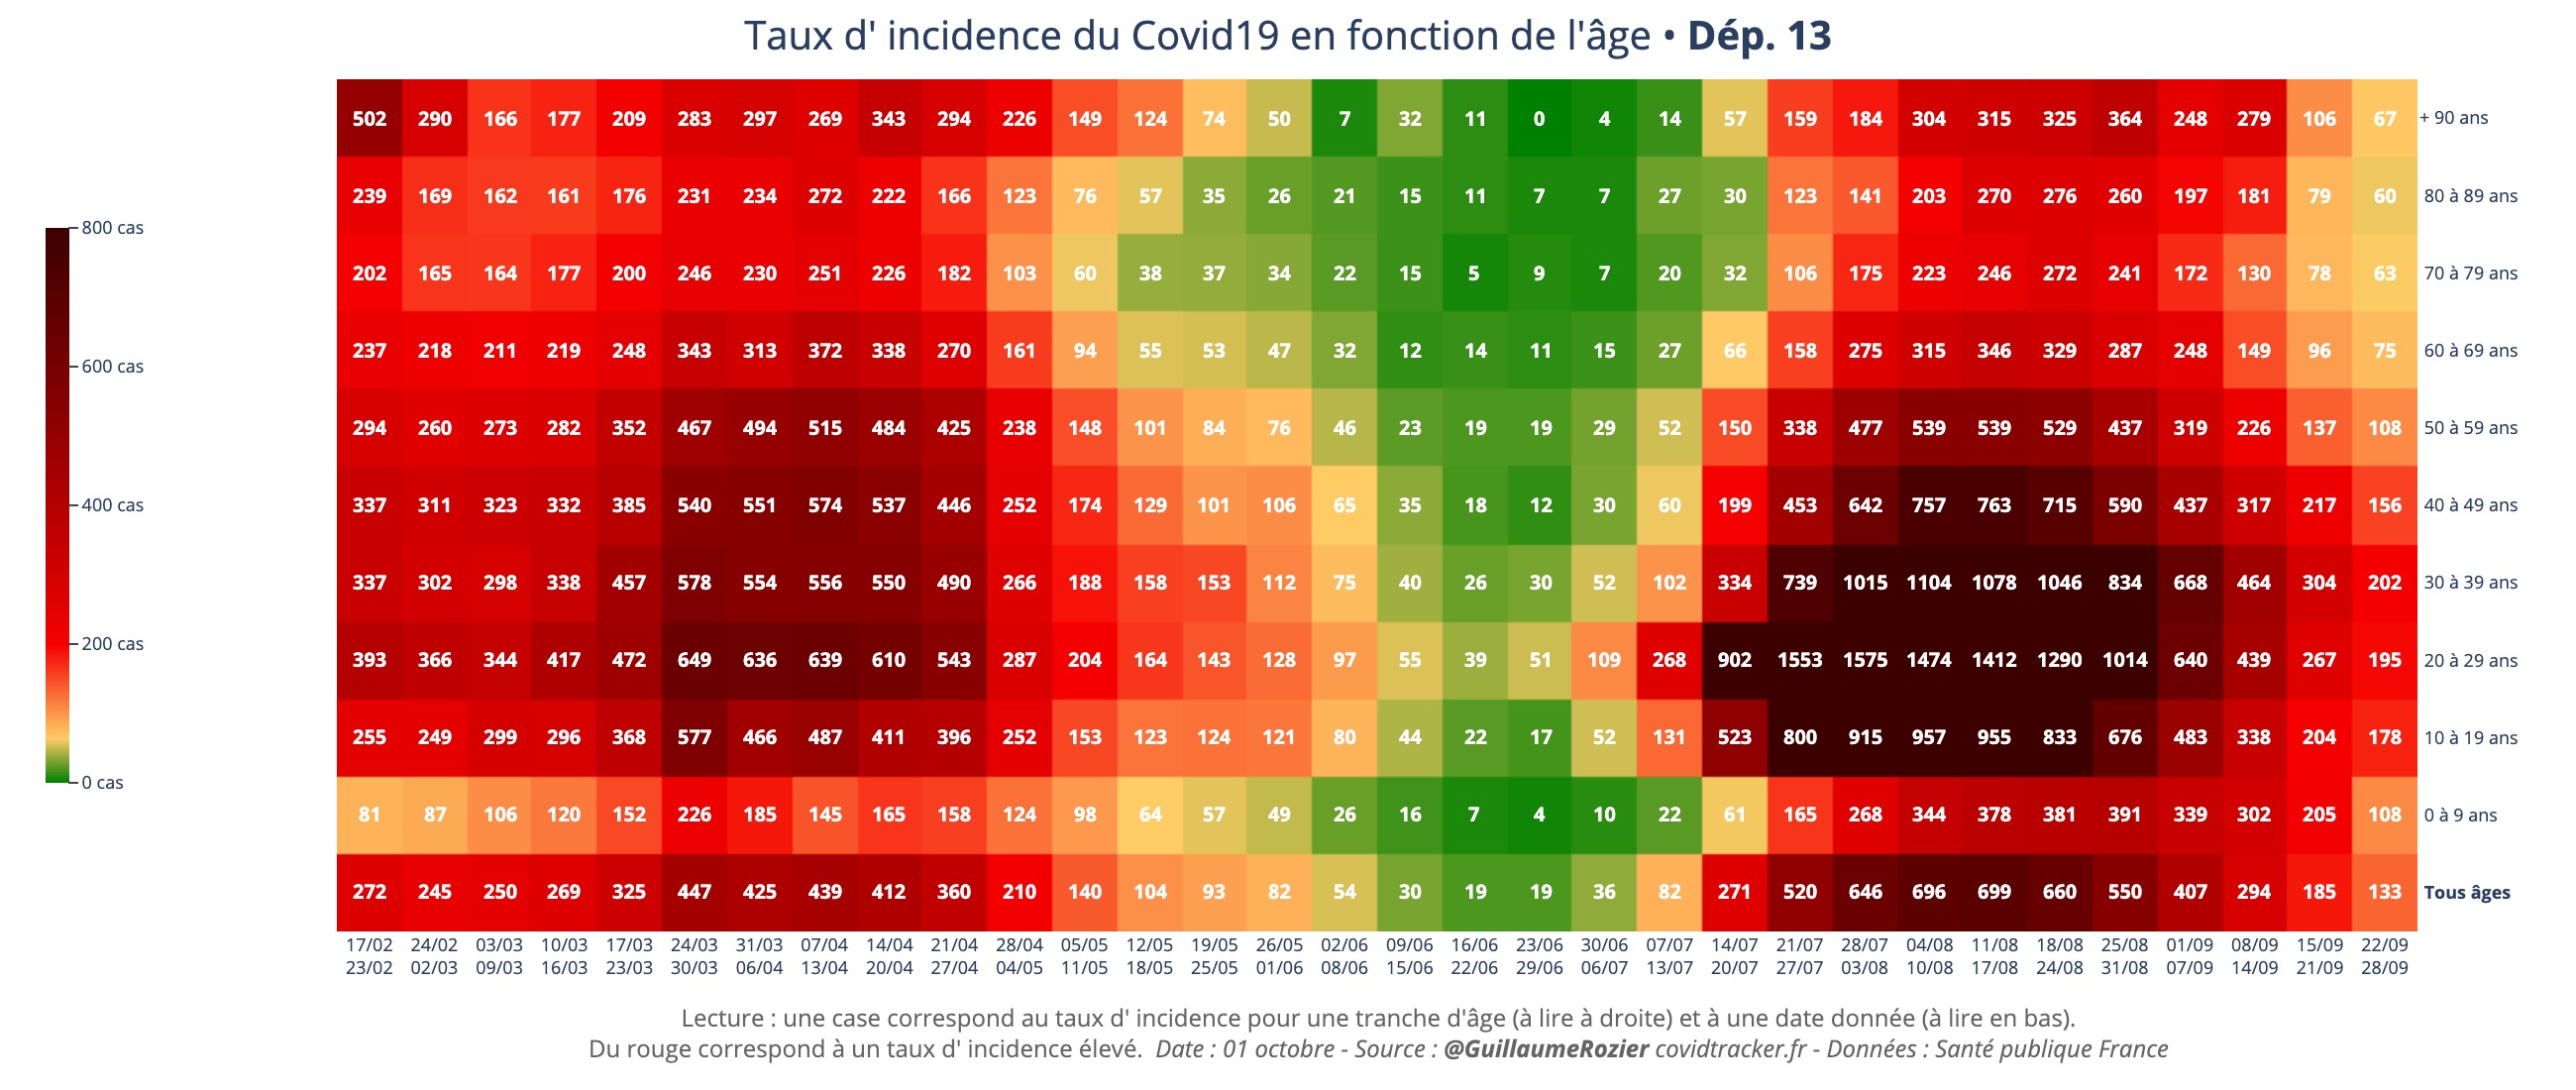 Taux d' incidence du Covid19 en fonction de l'âge • Dép. 13
800 cas
600 cas
400 cas
200 cas
0 cas
502 290 166 177 209 283 297 269 343 294 226 149 124 74 50 7 32 11 0 4 14 57 159 184 304 315 325 364 248 279 106 67 + 90 ans
239 169 162 161 176 231 234 272 222 166 123 76 57 35 26 21 15 11 7 7 27 30 123 141 203 270 276 260 197 181 79 60 80 à 89 ans
202 165 164 177 200 246 230 251 226 182 103 60 38 37 34 22 15 5 9 7 20 32 106 175 223 246 272 241 172 130 78 63 70 à 79 ans
237 218 211 219 248 343 313 372 338 270 161 94 55 53 47 32 12 14 11 15 27 66 158 275 315 346 329 287 248 149 96 75 60 à 69 ans
294 260 273 282 352 467 494 515 484 425 238 148 101 84 76 46 23 19 19 29 52 150 338 477 539 539 529 437 319 226 137 108 50 à 59 ans
337 311 323 332 385 540 551 574 537 446 252 174 129 101 106 65 35 18 12 30 60 199 453 642 757 763 715 590 437 317 217 156 40 à 49 ans
337 302 298 338 457 578 554 556 550 490 266 188 158 153 112 75 40 26 30 52 102 334 739 1015 1104 1078 1046 834 668 464 304 202 30 à 39 ans
393 366 344 417 472 649 636 639 610 543 287 204 164 143 128 97 55 39 51 109 268 902 1553 1575 1474 1412 1290 1014 640 439 267 195 20 à 29 ans
255 249 299 296 368 577 466 487 411 396 252 153 123 124 121 80 44 22 17 52 131 523 800 915 957 955 833 676 483 338 204 178 10 à 19 ans
81 87 106 120 152 226 185 145 165 158 124 98 64 57 49 26 16 7 4 10 22 61 165 268 344 378 381 391 339 302 205 108 0 à 9 ans
272 245 250 269 325 447 425 439 412 360 210 140 104 93 82 54 30 19 19 36 82 271 520 646 696 699 660 550 407 294 185 133 Tous âges
17/02 24/02 03/03 10/03 17/03 24/03 31/03 07/04 14/04 21/04 28/04 05/05 12/05 19/05 26/05 02/06 09/06 16/06 23/06 30/06 07/07 14/07 21/07 28/07 04/08 11/08 18/08 25/08 01/09 08/09 15/09 22/09
23/02 02/03 09/03 16/03 23/03 30/03 06/04 13/04 20/04 27/04 04/05 11/05 18/05 25/05 01/06 08/06 15/06 22/06 29/06 06/07 13/07 20/07 27/07 03/08 10/08 17/08 24/08 31/08 07/09 14/09 21/09 28/09
Lecture : une case correspond au taux d' incidence pour une tranche d'âge (à lire à droite) et à une date donnée (à lire en bas).
Du rouge correspond à un taux d' incidence élevé. Date : 01 octobre - Source : @GuillaumeRozier covidtracker.fr - Données : Santé publique France